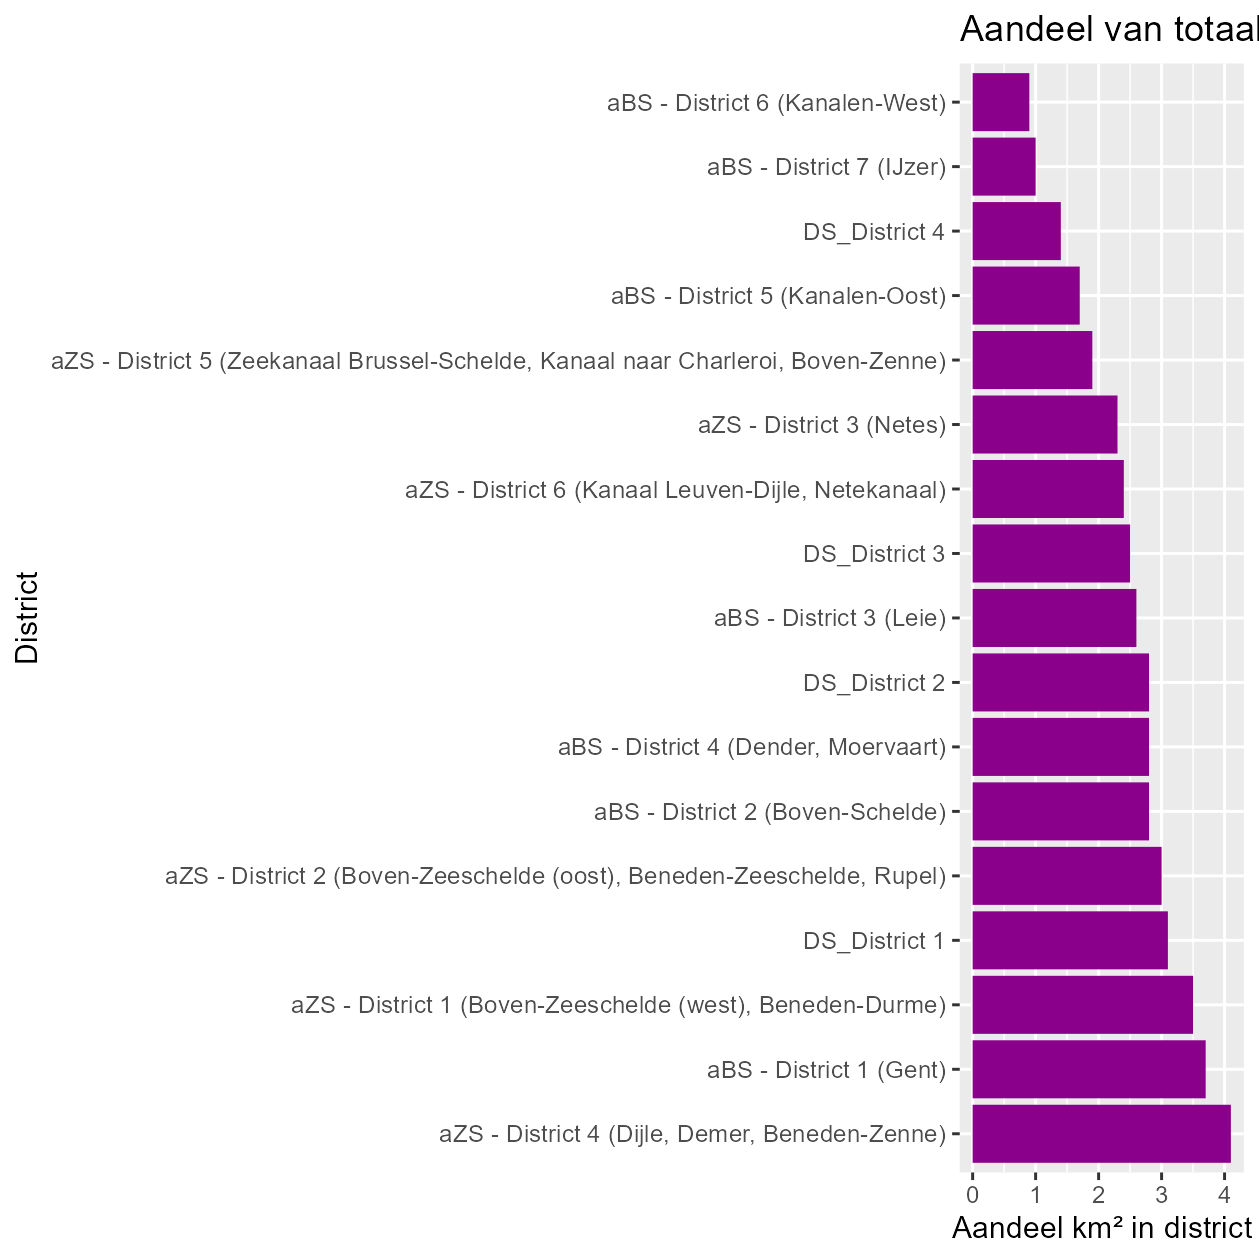 Aandeel van totaal
aBS - District 6 (Kanalen-West)
aBS - District 7 (IJzer)
DS_District 4
aBS - District 5 (Kanalen-Oost)
aZS - District 5 (Zeekanaal Brussel-Schelde, Kanaal naar Charleroi, Boven-Zenne)
aZS - District 3 (Netes)
aZS - District 6 (Kanaal Leuven-Dijle, Netekanaal)
DS_District 3
aBS - District 3 (Leie)
DS_District 2
aBS - District 4 (Dender, Moervaart)
aBS - District 2 (Boven-Schelde)
aZS - District 2 (Boven-Zeeschelde (oost), Beneden-Zeeschelde, Rupel)
DS_District 1
aZS - District 1 (Boven-Zeeschelde (west), Beneden-Durme)
aBS - District 1 (Gent)
aZS - District 4 (Dijle, Demer, Beneden-Zenne)
District
0 1 2 3 4
Aandeel km² in district